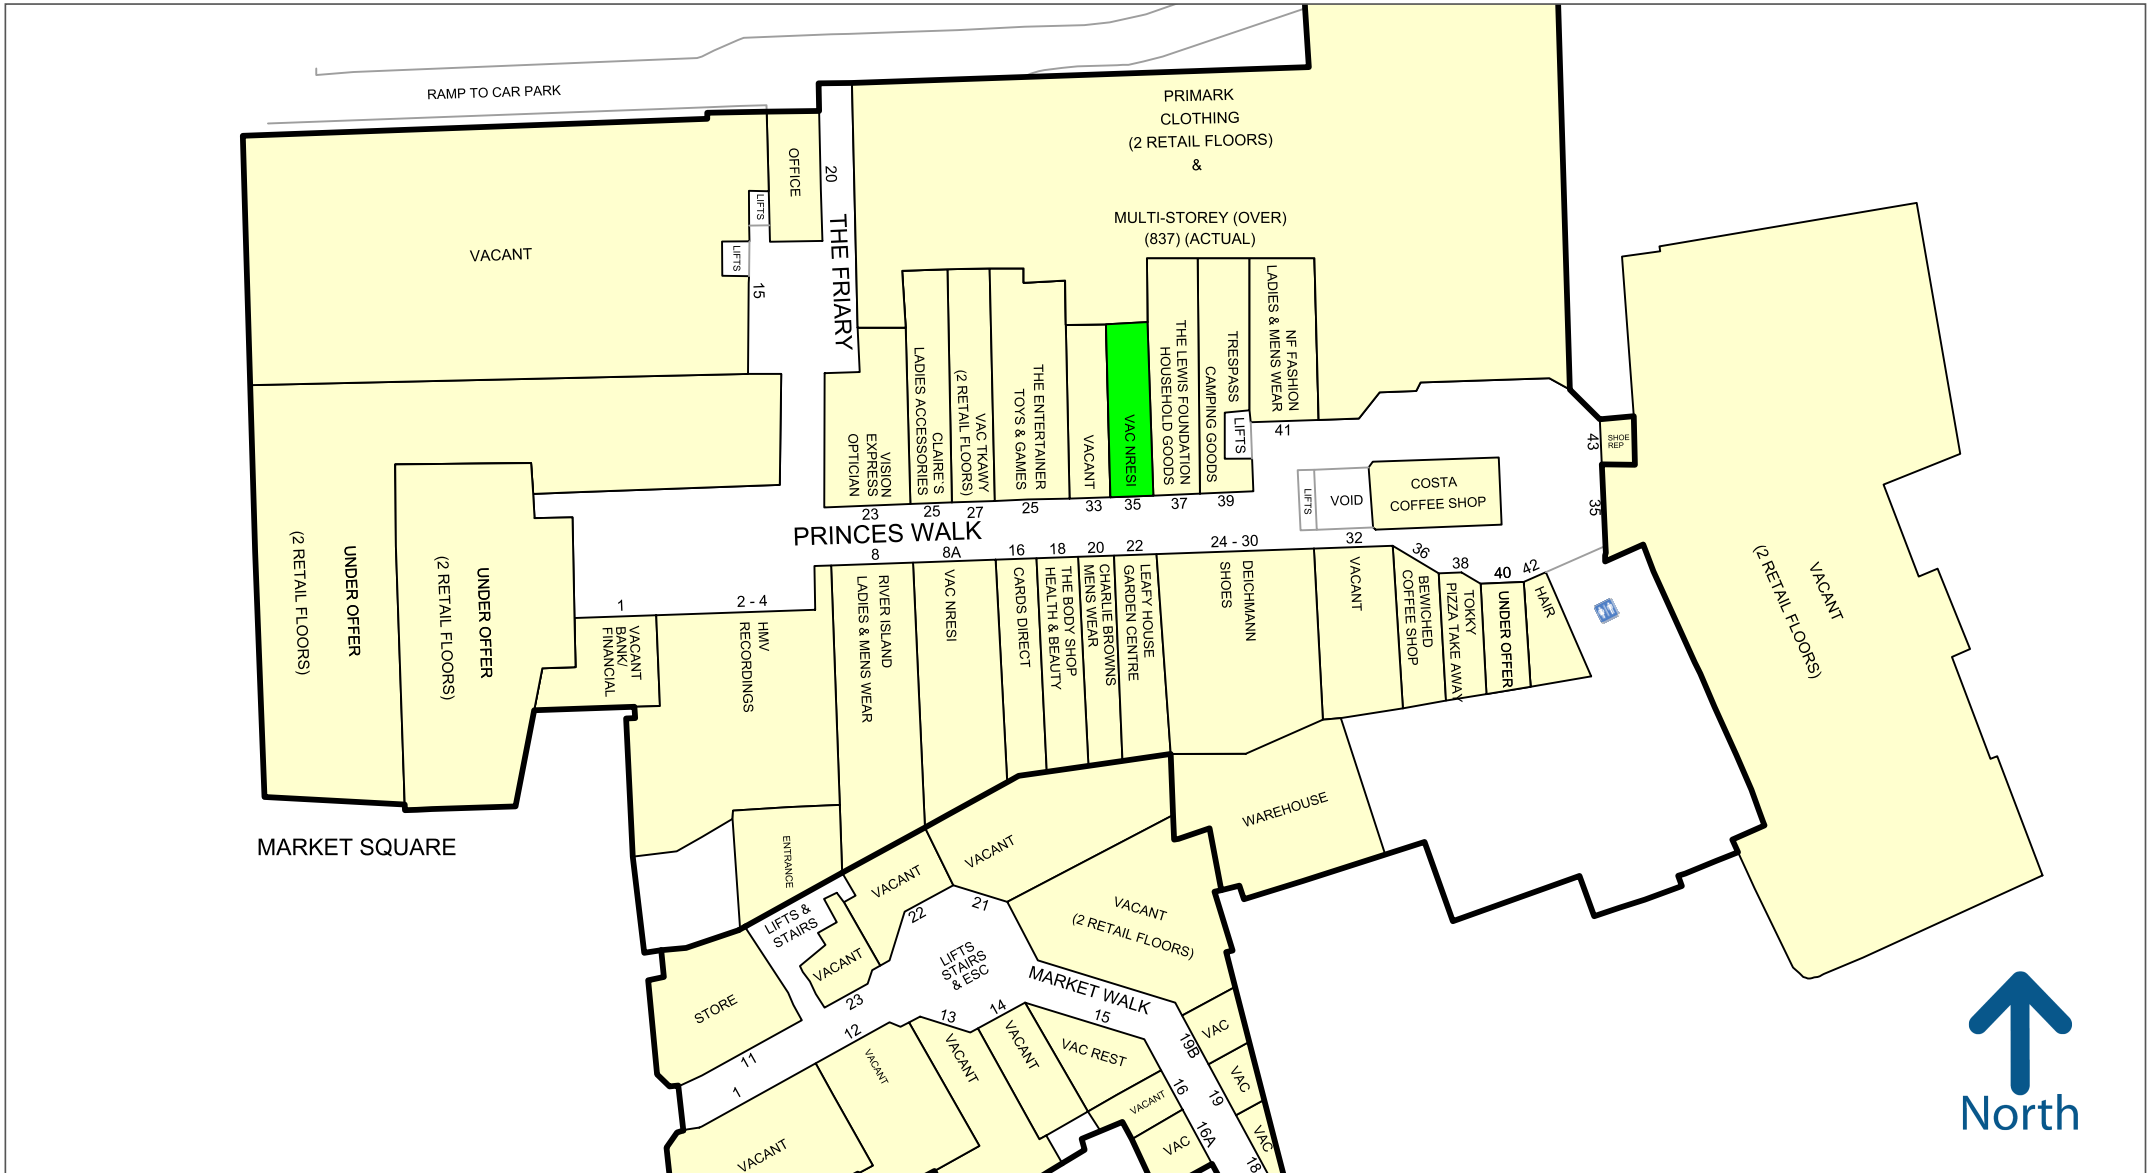 RAMP TO CAR PARK
PRIMARK
CLOTHING
(2 RETAIL FLOORS)
&
MULTI-STOREY (OVER)
(837) (ACTUAL)
OFFICE
20
LIFTS
LIFTS
15
VACANT
THE FRIARY
VISION
EXPRESS
OPTICIAN
23
CLAIRE'S
LADIES ACCESSORIES
25
VAC TKAWY
(2 RETAIL FLOORS)
27
THE ENTERTAINER
TOYS & GAMES
25
VACANT
33
VAC NRESI
35
THE LEWIS FOUNDATION
HOUSEHOLD GOODS
37
TRESPASS
CAMPING GOODS
39
LIFTS
NF FASHION
LADIES & MENS WEAR
41
43
SHOE
REP
35
LIFTS
VOID
COSTA
COFFEE SHOP
PRINCES WALK
UNDER OFFER
(2 RETAIL FLOORS)
UNDER OFFER
(2 RETAIL FLOORS)
1
VACANT
BANK/
FINANCIAL
2 - 4
HMV
RECORDINGS
8
RIVER ISLAND
LADIES & MENS WEAR
8A
VAC NRESI
16
CARDS DIRECT
18
THE BODY SHOP
HEALTH & BEAUTY
20
CHARLIE BROWNS
MENS WEAR
22
LEAFY HOUSE
GARDEN CENTRE
24 - 30
DEICHMANN
SHOES
32
VACANT
36
BEWICHED
COFFEE SHOP
38
TOKKY
PIZZA TAKE AWAY
40
UNDER OFFER
42
HAIR
VACANT
(2 RETAIL FLOORS)
MARKET SQUARE
ENTRANCE
WAREHOUSE
VACANT
VACANT
22
21
LIFTS &
STAIRS
VACANT
23
LIFTS
STAIRS
& ESC
VACANT
(2 RETAIL FLOORS)
MARKET WALK
STORE
11
1
12
VACANT
13
VACANT
14
VACANT
15
VAC REST
16
VACANT
16A
VAC
19B
VAC
19
VAC
18
VAC
VACANT
North